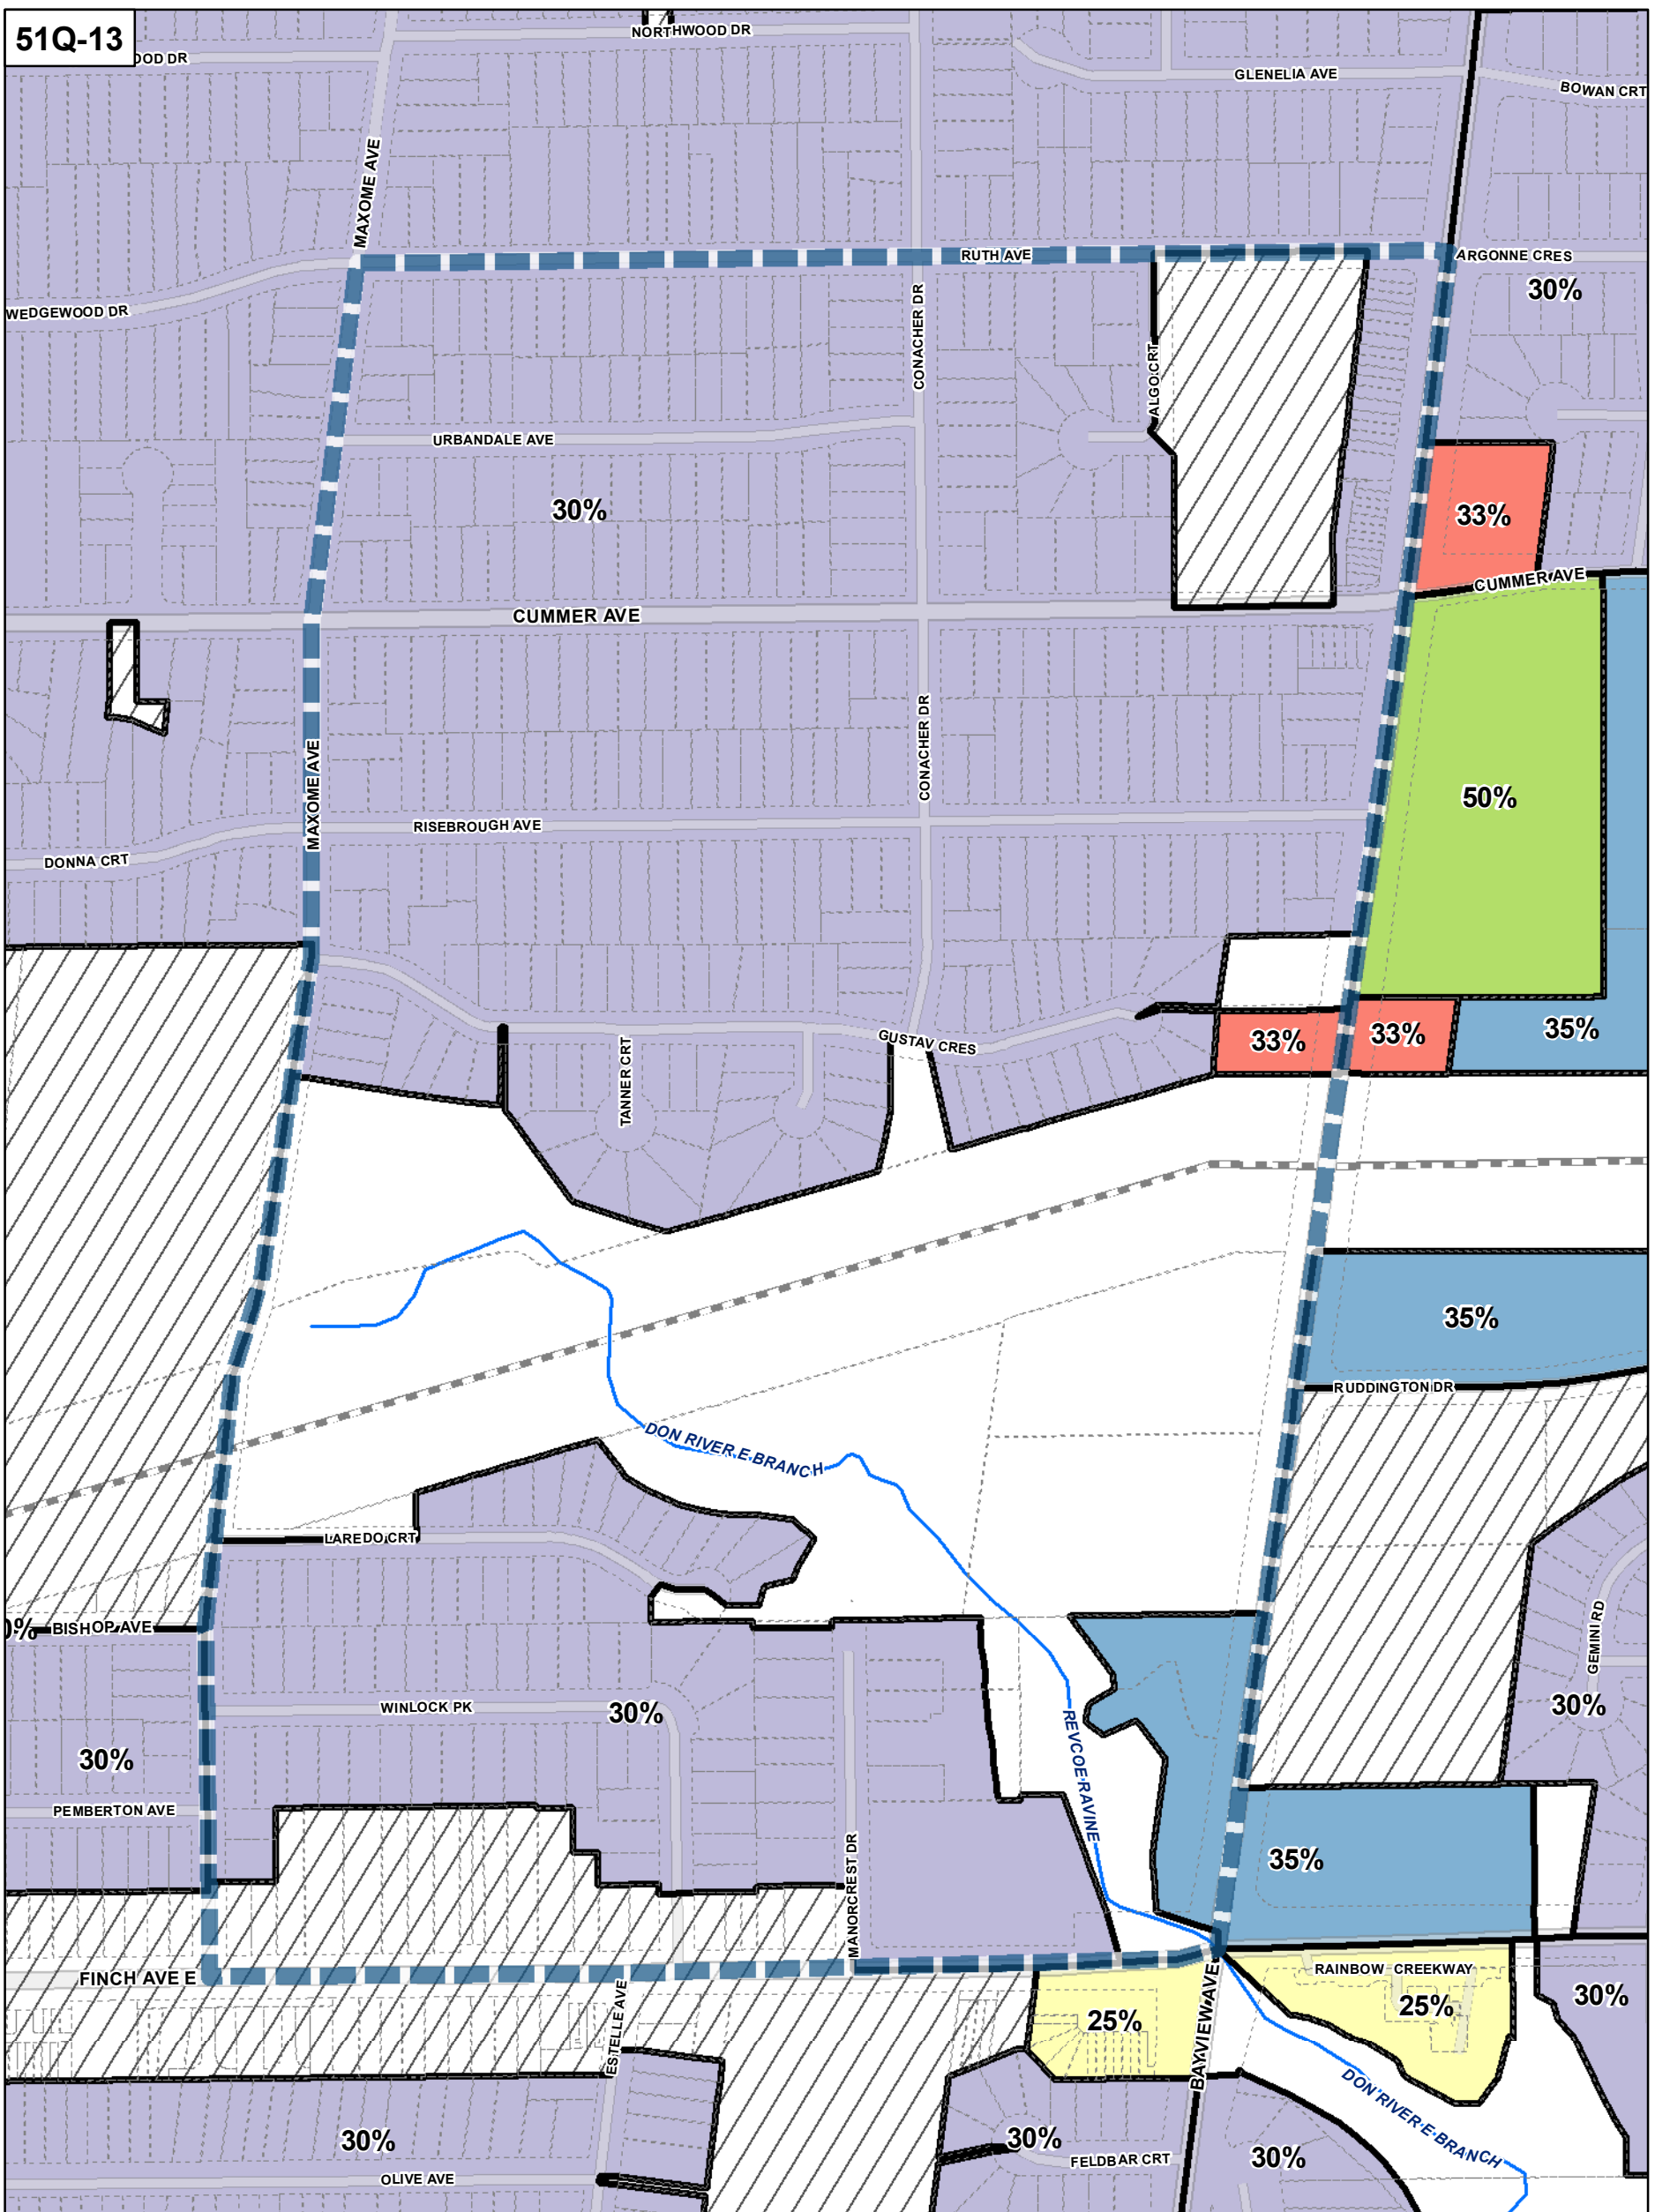 51Q-13
OOD DR
NORTHWOOD DR
GLENELIA AVE
BOWAN CRT
MAXOME AVE
RUTH AVE
ARGONNE CRES
30%
WEDGEWOOD DR
CONACHER DR
ALGO CRT
URBANDALE AVE
30%
33%
CUMMER AVE
CUMMER AVE
CONACHER DR
MAXOME AVE
50%
RISEBROUGH AVE
DONNA CRT
GUSTAV CRES
33%
33%
35%
TANNER CRT
35%
RUDDINGTON DR
DON RIVER E BRANCH
LAREDO CRT
0%
BISHOP AVE
GEMINI RD
WINLOCK PK
30%
30%
30%
REVCOE RAVINE
PEMBERTON AVE
MANORCREST DR
35%
FINCH AVE E
RAINBOW CREEKWAY
25%
25%
30%
ESTELLE AVE
BAYVIEW AVE
DON RIVER E BRANCH
30%
30%
30%
FELDBAR CRT
OLIVE AVE